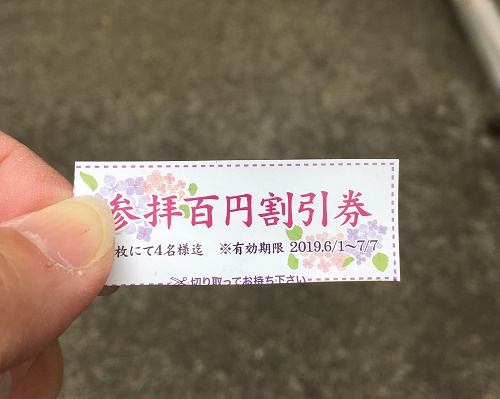 参拝百円割引券
枚にて4名様迄 ※有効期限 2019.6/1〜7/7
✂切り取ってお持ち下さい